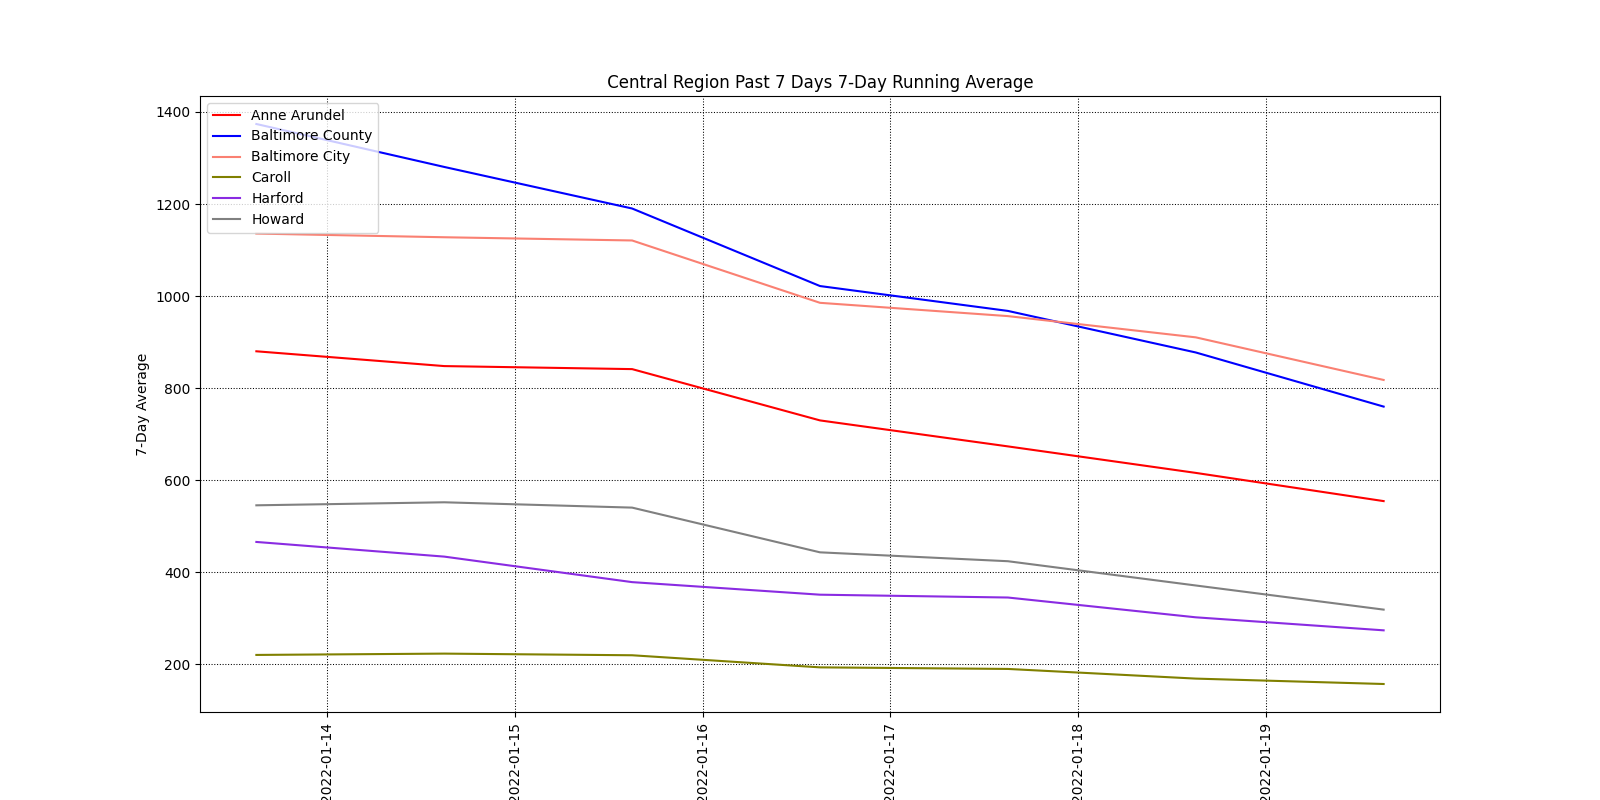 Central Region Past 7 Days 7-Day Running Average
Anne Arundel
Baltimore County
Baltimore City
Caroll
Harford
Howard
1400
1200
1000
800
600
400
200
7-Day Average
2022-01-14
2022-01-15
2022-01-16
2022-01-17
2022-01-18
2022-01-19